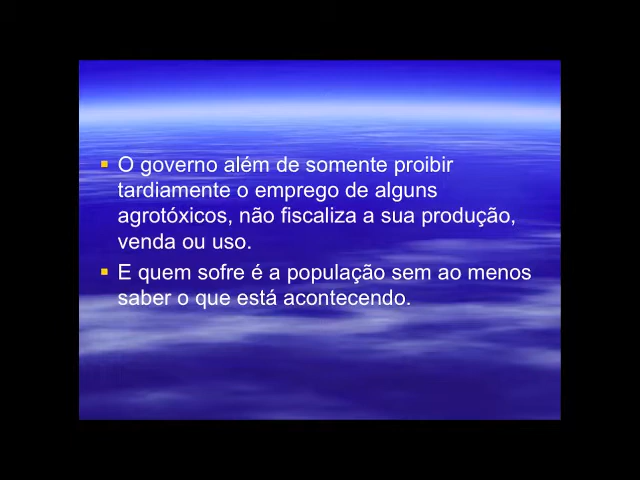 O governo além de somente proibir
tardiamente o emprego de alguns
agrotóxicos, não fiscaliza a sua produção,
venda ou uso.
E quem sofre é a população sem ao menos
saber o que está acontecendo.